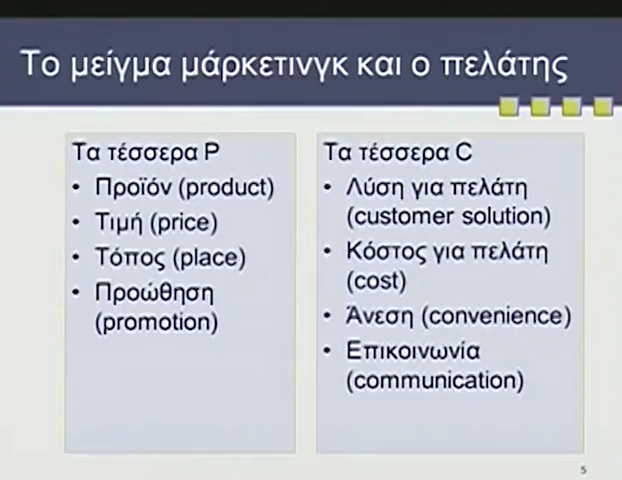 Το μείγμα μάρκετινγκ και ο πελάτης
Τα τέσσερα P
• Προϊόν (product)
• Τιμή (price)
• Τόπος (place)
• Προώθηση
(promotion)
Τα τέσσερα C
• Λύση για πελάτη
(customer solution)
• Κόστος για πελάτη
(cost)
• Άνεση (convenience)
• Επικοινωνία
(communication)
5